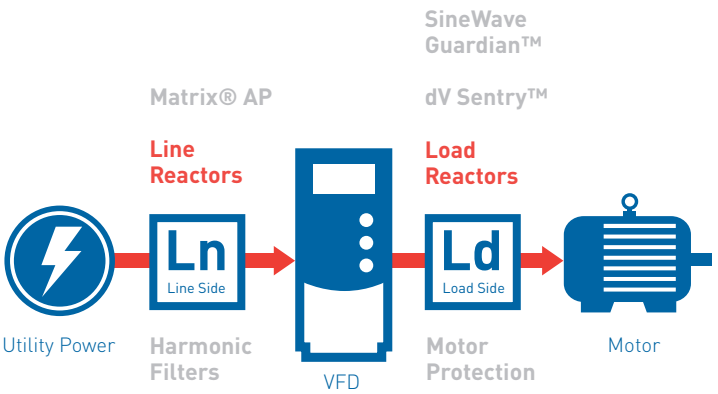 SineWave
Guardian™
Matrix® AP
dV Sentry™
Line
Reactors
Load
Reactors
Ln
Line Side
Ld
Load Side
Utility Power
Harmonic
Filters
VFD
Motor
Protection
Motor